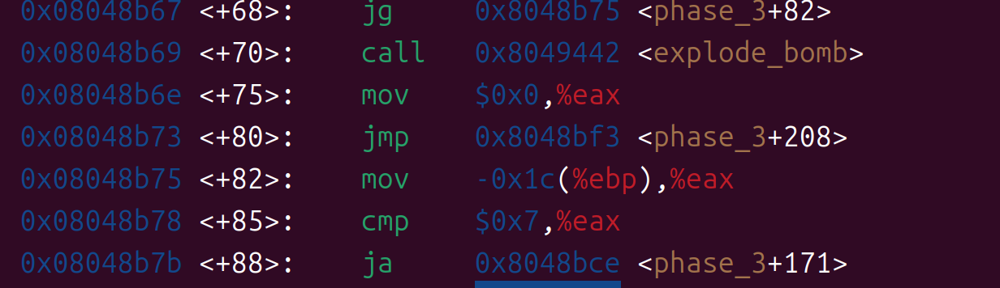 0x08048b67 <+68>: jg 0x8048b75 <phase_3+82>
0x08048b69 <+70>: call 0x8049442 <explode_bomb>
0x08048b6e <+75>: mov $0x0,%eax
0x08048b73 <+80>: jmp 0x8048bf3 <phase_3+208>
0x08048b75 <+82>: mov -0x1c(%ebp),%eax
0x08048b78 <+85>: cmp $0x7,%eax
0x08048b7b <+88>: ja 0x8048bce <phase_3+171>